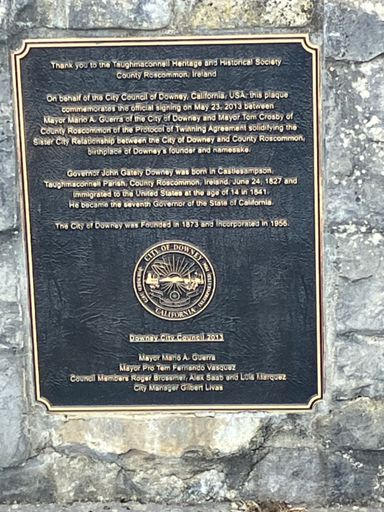 Thank you to the Taughmaconnell Heritage and Historical Society
County Roscommon, Ireland
On behalf of the City Council of Downey, California, USA, this plaque
commemorates the official signing on May 23, 2013 between
Mayor Mario A. Guerra of the City of Downey and Mayor Tom Crosby of
County Roscommon of the Protocol of Twinning Agreement solidifying the
Sister City Relationship between the City of Downey and County Roscommon,
birthplace of Downey's founder and namesake.
Governor John Gately Downey was born in Castlesampson,
Taughmaconnell Parish, County Roscommon, Ireland, June 24, 1827 and
immigrated to the United States at the age of 14 in 1841.
He became the seventh Governor of the State of California.
The City of Downey was Founded in 1873 and Incorporated in 1956.
CITY OF DOWNEY
CALIFORNIA
Downey City Council 2013
Mayor Mario A. Guerra
Mayor Pro Tem Fernando Vasquez
Council Members Roger Brossmer, Alex Saab and Luis Marquez
City Manager Gilbert Livas